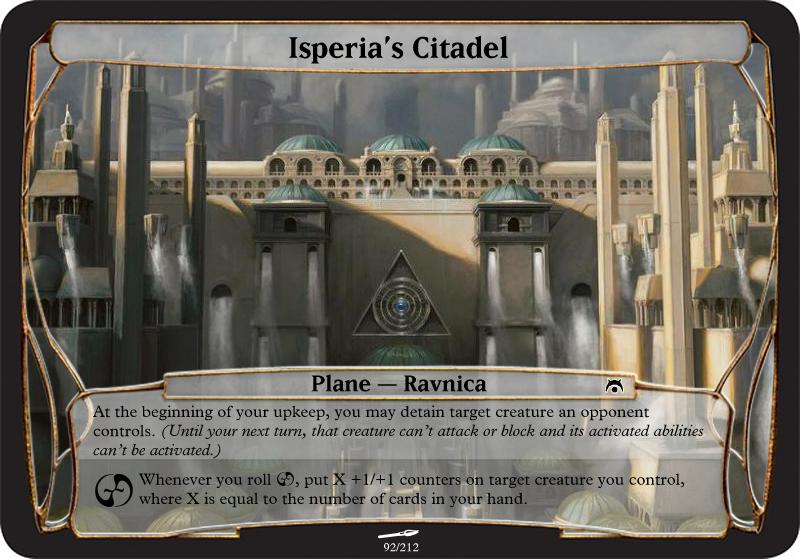 Isperia's Citadel
Plane — Ravnica
At the beginning of your upkeep, you may detain target creature an opponent
controls. (Until your next turn, that creature can't attack or block and its activated abilities
can't be activated.)
Whenever you roll , put X +1/+1 counters on target creature you control,
where X is equal to the number of cards in your hand.
92/212